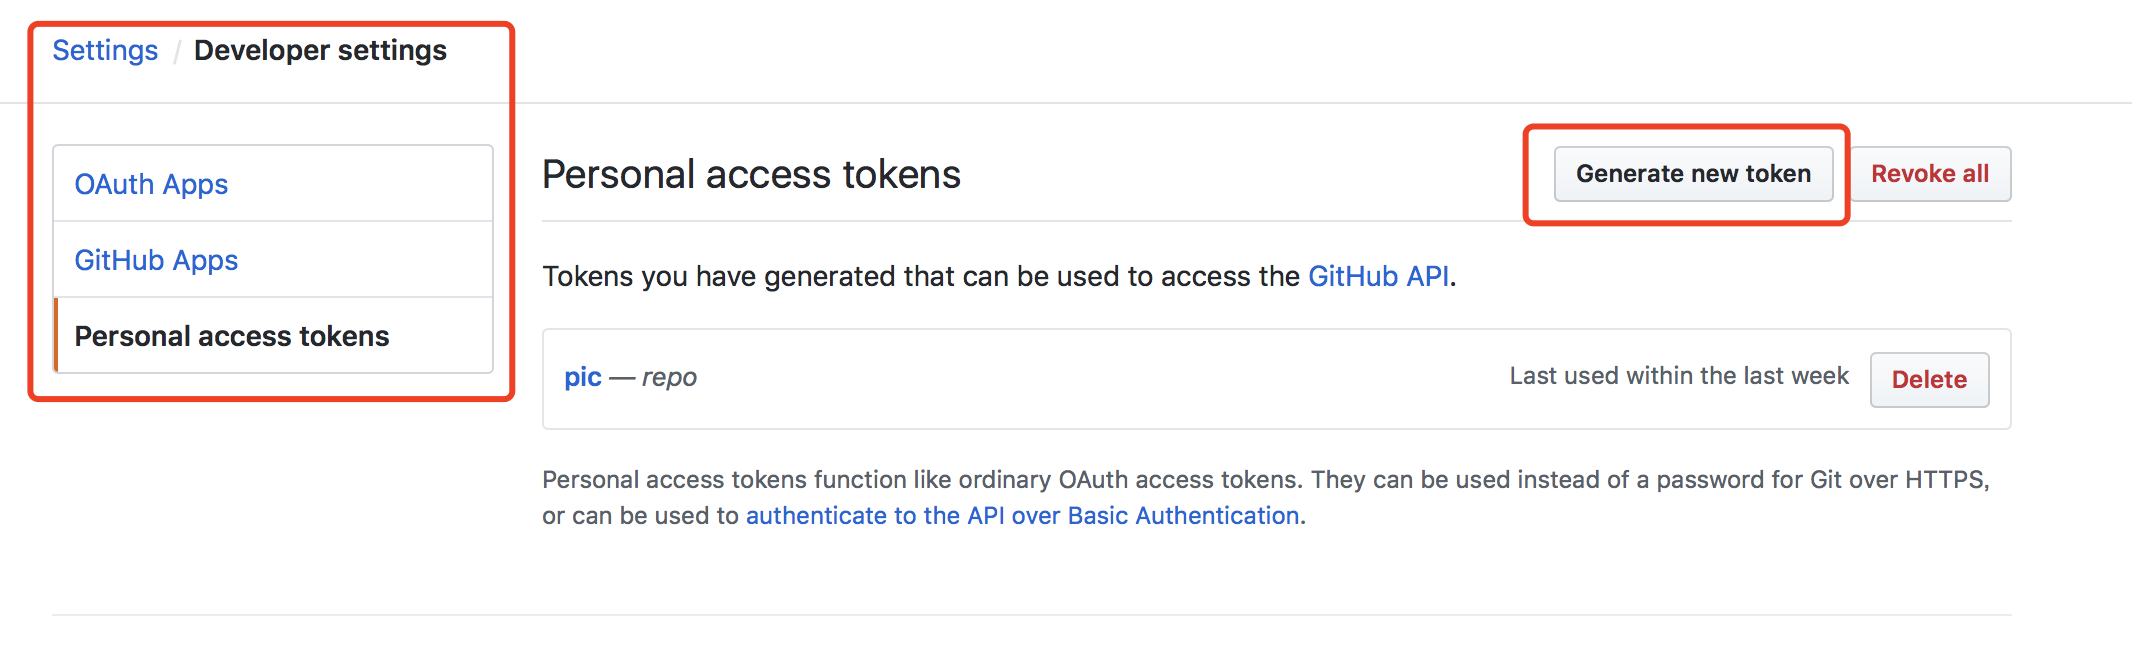 Settings / Developer settings
OAuth Apps
GitHub Apps
Personal access tokens
Personal access tokens
Generate new token
Revoke all
Tokens you have generated that can be used to access the GitHub API.
pic — repo
Last used within the last week
Delete
Personal access tokens function like ordinary OAuth access tokens. They can be used instead of a password for Git over HTTPS,
or can be used to authenticate to the API over Basic Authentication.